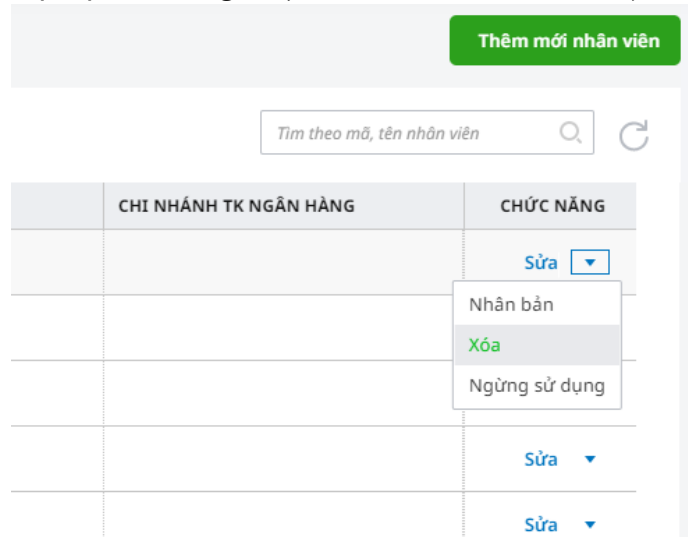 Thêm mới nhân viên
Tìm theo mã, tên nhân viên
CHI NHÁNH TK NGÂN HÀNG CHỨC NĂNG
Sửa
Nhân bản
Xóa
Ngừng sử dụng
Sửa
Sửa